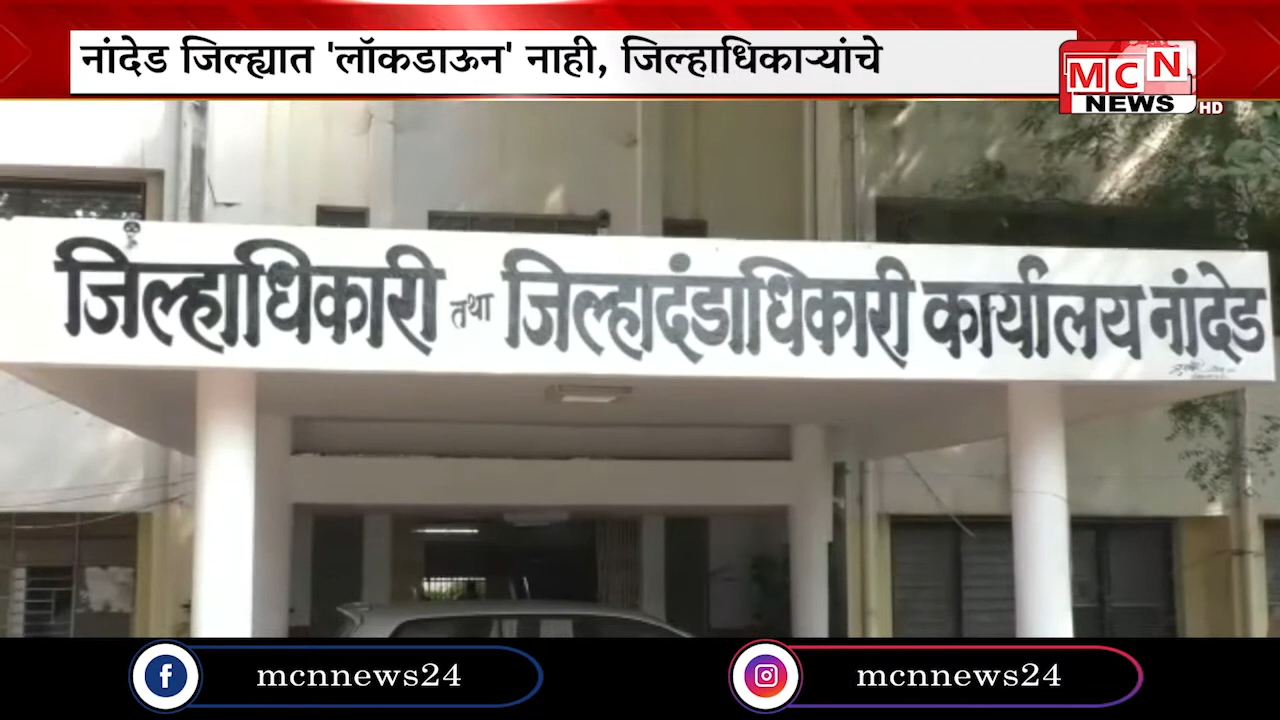 नांदेड जिल्ह्यात 'लॉकडाऊन' नाही, जिल्हाधिकाऱ्यांचे
MCN
NEWS HD
जिल्हाधिकारी तथा जिल्हादंडाधिकारी कार्यालय नांदेड
mcnnews24 mcnnews24